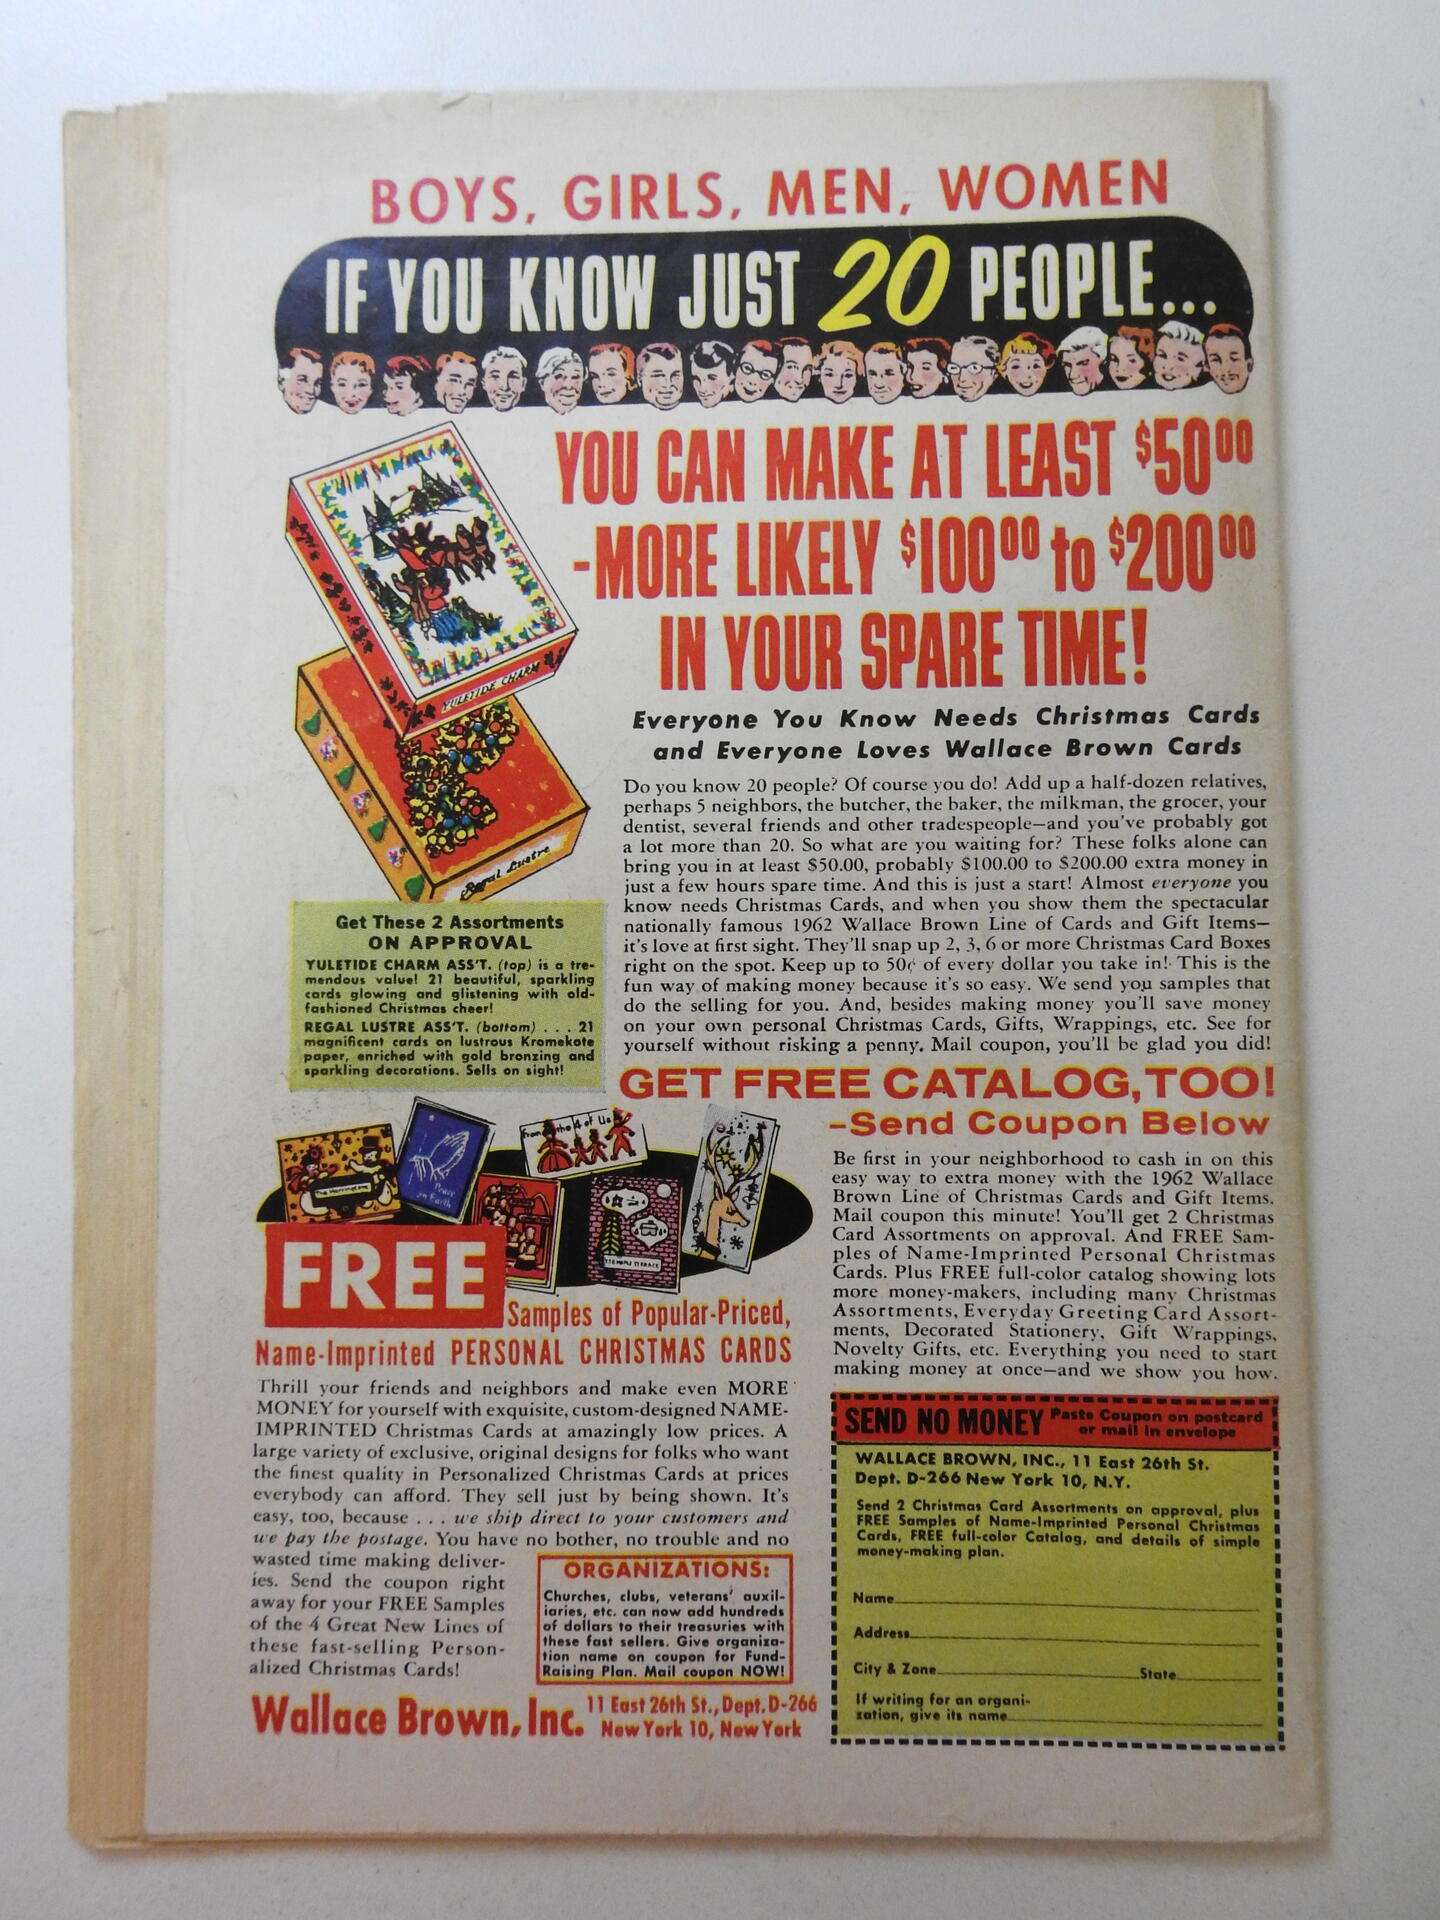 BOYS, GIRLS, MEN, WOMEN
IF YOU KNOW JUST 20 PEOPLE...
YOU CAN MAKE AT LEAST $50 00
-MORE LIKELY $100 00 to $200 00
IN YOUR SPARE TIME!
YULETIDE CHARM
Regal Lustre
Everyone You Know Needs Christmas Cards
and Everyone Loves Wallace Brown Cards
Do you know 20 people? Of course you do! Add up a half-dozen relatives,
perhaps 5 neighbors, the butcher, the baker, the milkman, the grocer, your
dentist, several friends and other tradespeople—and you've probably got
a lot more than 20. So what are you waiting for? These folks alone can
bring you in at least $50.00, probably $100.00 to $200.00 extra money in
just a few hours spare time. And this is just a start! Almost everyone you
know needs Christmas Cards, and when you show them the spectacular
nationally famous 1962 Wallace Brown Line of Cards and Gift Items—
it's love at first sight. They'll snap up 2, 3, 6 or more Christmas Card Boxes
right on the spot. Keep up to 50¢ of every dollar you take in! This is the
fun way of making money because it's so easy. We send you samples that
do the selling for you. And, besides making money you'll save money
on your own personal Christmas Cards, Gifts, Wrappings, etc. See for
yourself without risking a penny. Mail coupon, you'll be glad you did!
Get These 2 Assortments
ON APPROVAL
YULETIDE CHARM ASS'T. (top) is a tre-
mendous value! 21 beautiful, sparkling
cards glowing and glistening with old-
fashioned Christmas cheer!
REGAL LUSTRE ASS'T. (bottom) . . . 21
magnificent cards on lustrous Kromekote
paper, enriched with gold bronzing and
sparkling decorations. Sells on sight!
GET FREE CATALOG, TOO!
–Send Coupon Below
Be first in your neighborhood to cash in on this
easy way to extra money with the 1962 Wallace
Brown Line of Christmas Cards and Gift Items.
Mail coupon this minute! You'll get 2 Christmas
Card Assortments on approval. And FREE Sam-
ples of Name-Imprinted Personal Christmas
Cards. Plus FREE full-color catalog showing lots
more money-makers, including many Christmas
Assortments, Everyday Greeting Card Assort-
ments, Decorated Stationery, Gift Wrappings,
Novelty Gifts, etc. Everything you need to start
making money at once—and we show you how.
Peace on Earth
From the 4 of Us
FREE
Samples of Popular-Priced,
Name-Imprinted PERSONAL CHRISTMAS CARDS
Thrill your friends and neighbors and make even MORE
MONEY for yourself with exquisite, custom-designed NAME-
IMPRINTED Christmas Cards at amazingly low prices. A
large variety of exclusive, original designs for folks who want
the finest quality in Personalized Christmas Cards at prices
everybody can afford. They sell just by being shown. It's
easy, too, because . . . we ship direct to your customers and
we pay the postage. You have no bother, no trouble and no
wasted time making deliver-
ies. Send the coupon right
away for your FREE Samples
of the 4 Great New Lines of
these fast-selling Person-
alized Christmas Cards!
ORGANIZATIONS:
Churches, clubs, veterans' auxil-
iaries, etc. can now add hundreds
of dollars to their treasuries with
these fast sellers. Give organiza-
tion name on coupon for Fund-
Raising Plan. Mail coupon NOW!
Wallace Brown, Inc. 11 East 26th St., Dept. D-266
New York 10, New York
SEND NO MONEY Paste Coupon on postcard
or mail in envelope
WALLACE BROWN, INC., 11 East 26th St.
Dept. D-266 New York 10, N.Y.
Send 2 Christmas Card Assortments on approval, plus
FREE Samples of Name-Imprinted Personal Christmas
Cards, FREE full-color Catalog, and details of simple
money-making plan.
Name
Address
City & Zone State
If writing for an organi-
zation, give its name